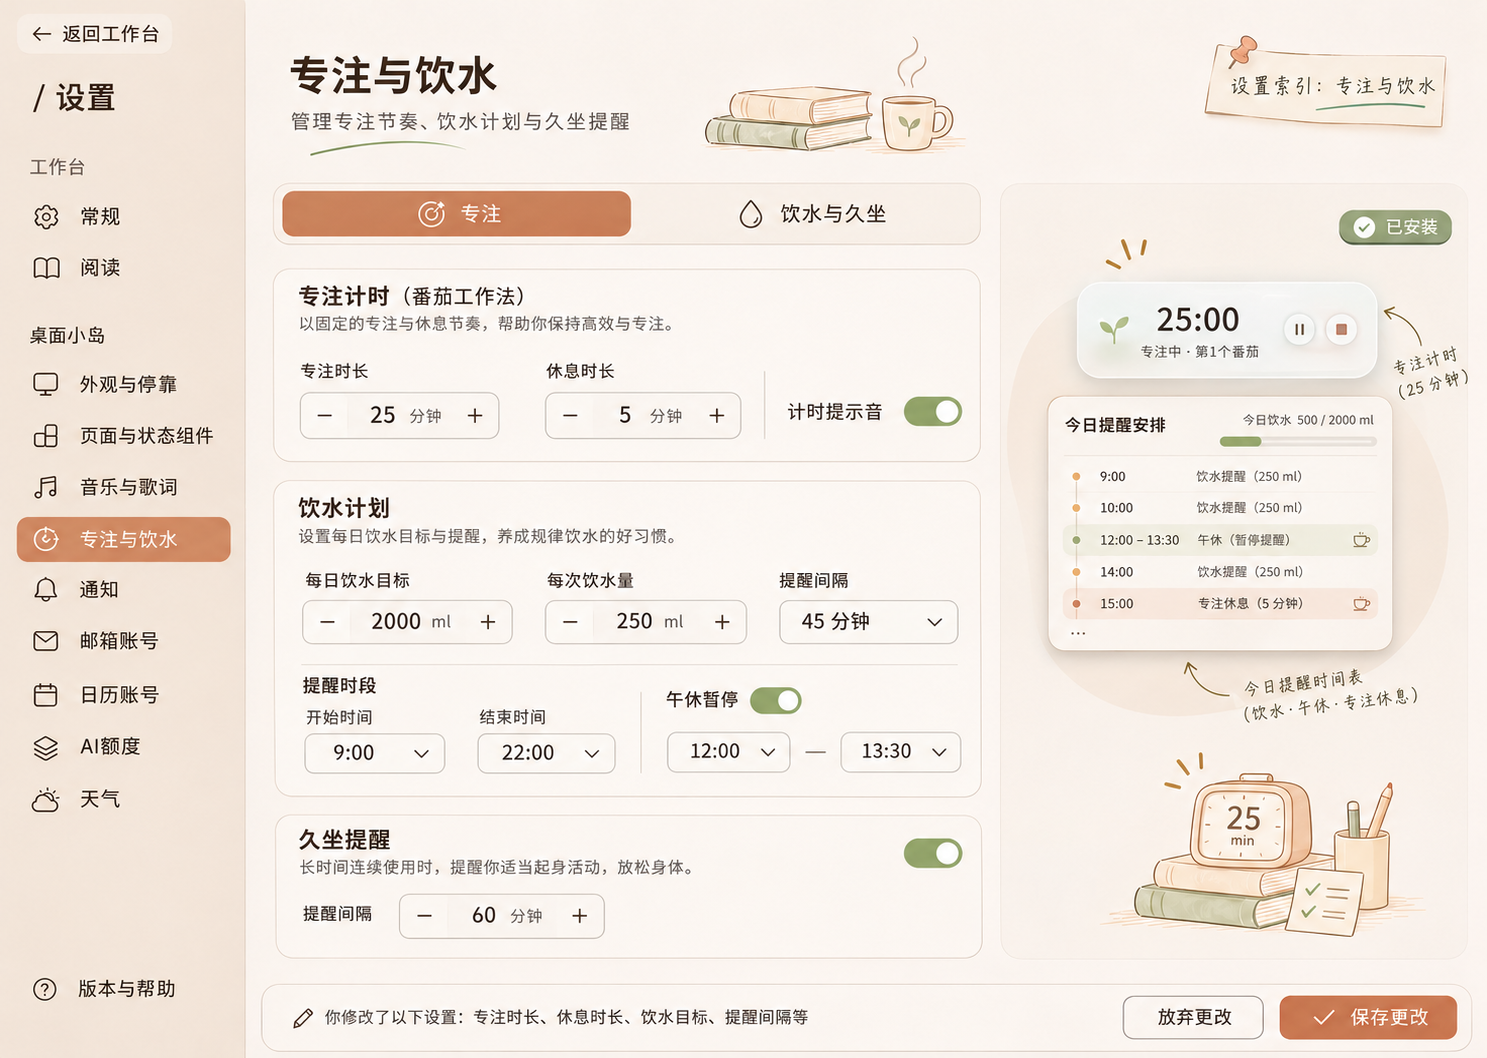 返回工作台
/ 设置
工作台
常规
阅读
桌面小岛
外观与停靠
页面与状态组件
音乐与歌词
专注与饮水
通知
邮箱账号
日历账号
AI额度
天气
版本与帮助
专注与饮水
管理专注节奏、饮水计划与久坐提醒
设置索引：专注与饮水
专注
饮水与久坐
专注计时（番茄工作法）
以固定的专注与休息节奏，帮助你保持高效与专注。
专注时长
休息时长
− 25 分钟 +
− 5 分钟 +
计时提示音
饮水计划
设置每日饮水目标与提醒，养成规律饮水的好习惯。
每日饮水目标
每次饮水量
提醒间隔
− 2000 ml +
− 250 ml +
45 分钟
提醒时段
开始时间
结束时间
午休暂停
9:00
22:00
12:00 — 13:30
久坐提醒
长时间连续使用时，提醒你适当起身活动，放松身体。
提醒间隔
− 60 分钟 +
已安装
25:00
专注中 · 第1个番茄
专注计时
(25 分钟)
今日提醒安排
今日饮水 500 / 2000 ml
9:00 饮水提醒（250 ml）
10:00 饮水提醒（250 ml）
12:00 – 13:30 午休（暂停提醒）
14:00 饮水提醒（250 ml）
15:00 专注休息（5 分钟）
...
今日提醒时间表
(饮水 · 午休 · 专注休息)
25
min
你修改了以下设置：专注时长、休息时长、饮水目标、提醒间隔等
放弃更改
保存更改